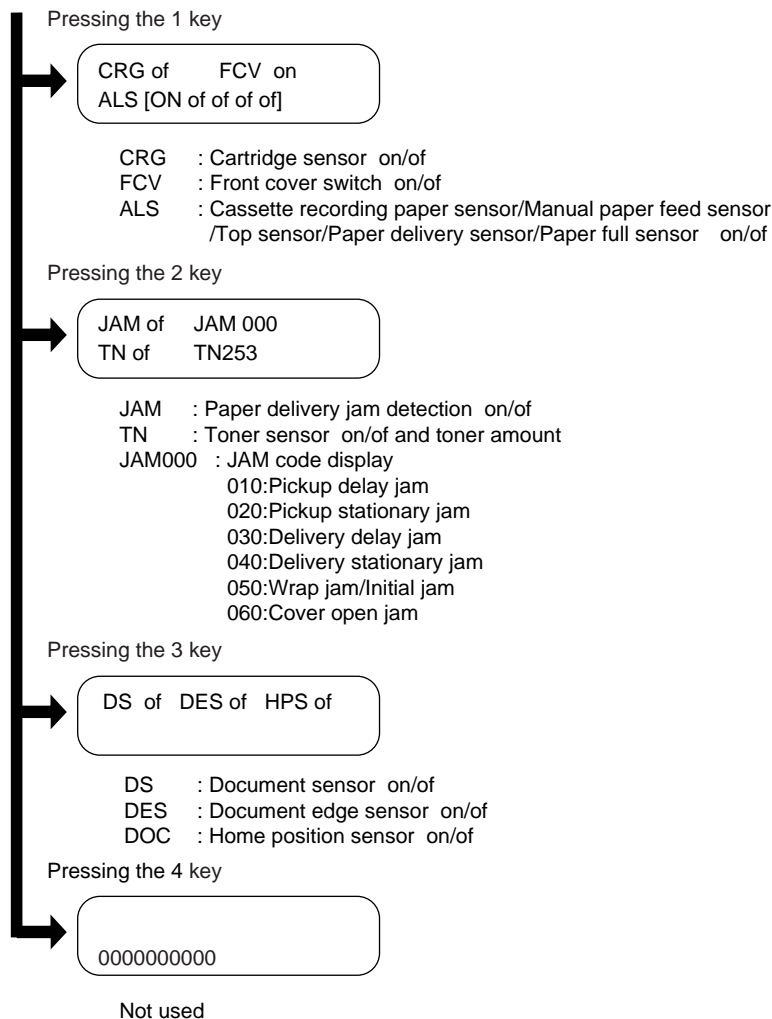 Pressing the 1 key
CRG of FCV on
ALS [ON of of of of]
CRG : Cartridge sensor on/of
FCV : Front cover switch on/of
ALS : Cassette recording paper sensor/Manual paper feed sensor
/Top sensor/Paper delivery sensor/Paper full sensor on/of
Pressing the 2 key
JAM of JAM 000
TN of TN253
JAM : Paper delivery jam detection on/of
TN : Toner sensor on/of and toner amount
JAM000 : JAM code display
010:Pickup delay jam
020:Pickup stationary jam
030:Delivery delay jam
040:Delivery stationary jam
050:Wrap jam/Initial jam
060:Cover open jam
Pressing the 3 key
DS of DES of HPS of
DS : Document sensor on/of
DES : Document edge sensor on/of
DOC : Home position sensor on/of
Pressing the 4 key
0000000000
Not used